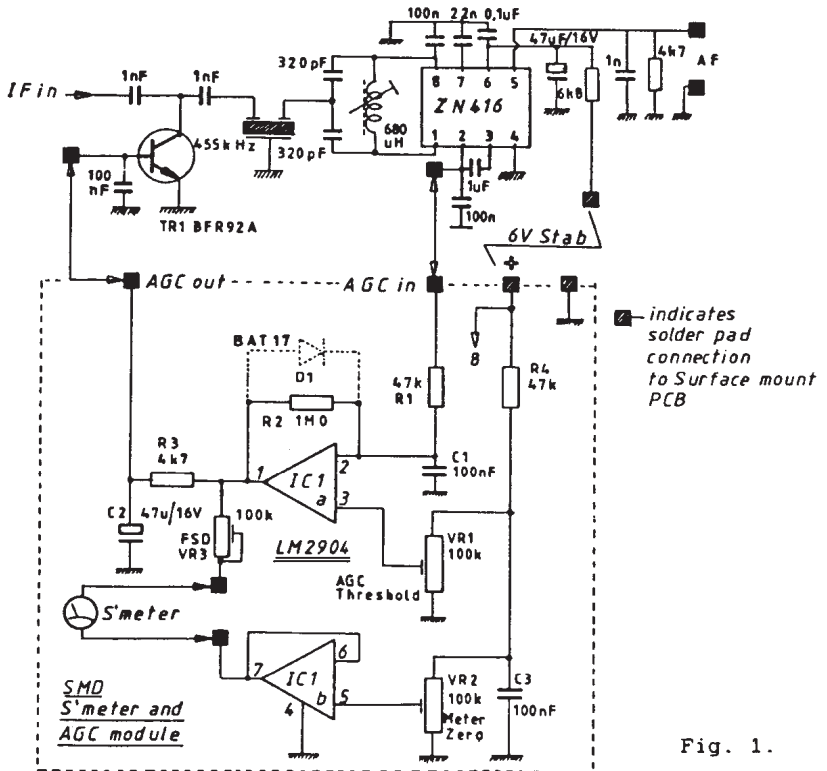 100n 22n 0,1uF
47uF/16V
1nF 1nF
320pF
8 7 6 5
1n
4k7
AF
IF in
ZN416
6k8
455kHz
680
uH
320pF
1 2 3 4
100
nF
1uF
100n
TR1 BFR92A
6V Stab
+
AGC out
AGC in
indicates
solder pad
connection
to Surface mount
PCB
BAT 17
D1
8
47k
R1
R4
47k
R2 1M0
R3
4k7
1
IC1
a
2
3
C1
100nF
C2
47u/16V
100k
FSD
VR3
LM2904
VR1
100k
AGC
Threshold
S'meter
7
IC1
b
6
5
4
VR2
100k
Meter
Zero
C3
100nF
SMD
S'meter and
AGC module
Fig. 1.